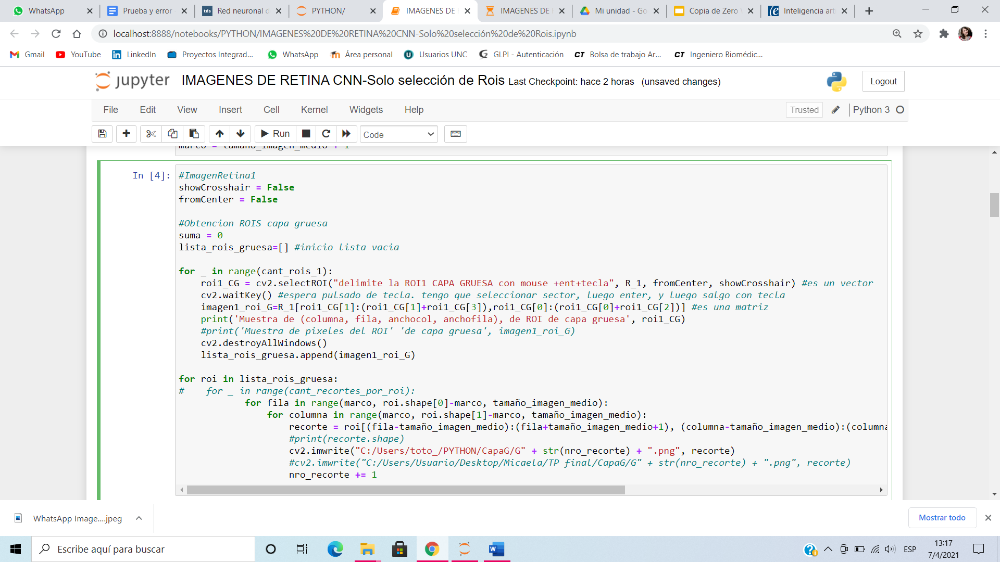 WhatsApp
Prueba y error
Red neuronal d
PYTHON/
IMAGENES DE
IMAGENES DE
Mi unidad - Go
Copia de Zero
Inteligencia art
localhost:8888/notebooks/PYTHON/IMAGENES%20DE%20RETINA%20CNN-Solo%20selección%20de%20Rois.ipynb
Gmail
YouTube
LinkedIn
Proyectos Integrad...
WhatsApp
Área personal
Usuarios UNC
GLPI - Autenticación
CT Bolsa de trabajo Ar...
CT Ingeniero Biomédic...
jupyter IMAGENES DE RETINA CNN-Solo selección de Rois Last Checkpoint: hace 2 horas (unsaved changes)
Logout
File Edit View Insert Cell Kernel Widgets Help
Trusted
Python 3
Run
Code
marco = tamaño_imagen_medio + 1
In [4]:
#ImagenRetina1
showCrosshair = False
fromCenter = False
#Obtencion ROIS capa gruesa
suma = 0
lista_rois_gruesa=[] #inicio lista vacia
for _ in range(cant_rois_1):
roi1_CG = cv2.selectROI("delimite la ROI1 CAPA GRUESA con mouse +ent+tecla", R_1, fromCenter, showCrosshair) #es un vector
cv2.waitKey() #espera pulsado de tecla. tengo que seleccionar sector, luego enter, y luego salgo con tecla
imagen1_roi_G=R_1[roi1_CG[1]:(roi1_CG[1]+roi1_CG[3]),roi1_CG[0]:(roi1_CG[0]+roi1_CG[2])] #es una matriz
print('Muestra de (columna, fila, anchocol, anchofila), de ROI de capa gruesa', roi1_CG)
#print('Muestra de pixeles del ROI' 'de capa gruesa', imagen1_roi_G)
cv2.destroyAllWindows()
lista_rois_gruesa.append(imagen1_roi_G)
for roi in lista_rois_gruesa:
#    for _ in range(cant_recortes_por_roi):
for fila in range(marco, roi.shape[0]-marco, tamaño_imagen_medio):
for columna in range(marco, roi.shape[1]-marco, tamaño_imagen_medio):
recorte = roi[(fila-tamaño_imagen_medio):(fila+tamaño_imagen_medio+1), (columna-tamaño_imagen_medio):(columna
#print(recorte.shape)
cv2.imwrite("C:/Users/toto_/PYTHON/CapaG/G" + str(nro_recorte) + ".png", recorte)
#cv2.imwrite("C:/Users/Usuario/Desktop/Micaela/TP final/CapaG/G" + str(nro_recorte) + ".png", recorte)
nro_recorte += 1
WhatsApp Image....jpeg
Mostrar todo
Escribe aquí para buscar
ESP
13:17
7/4/2021